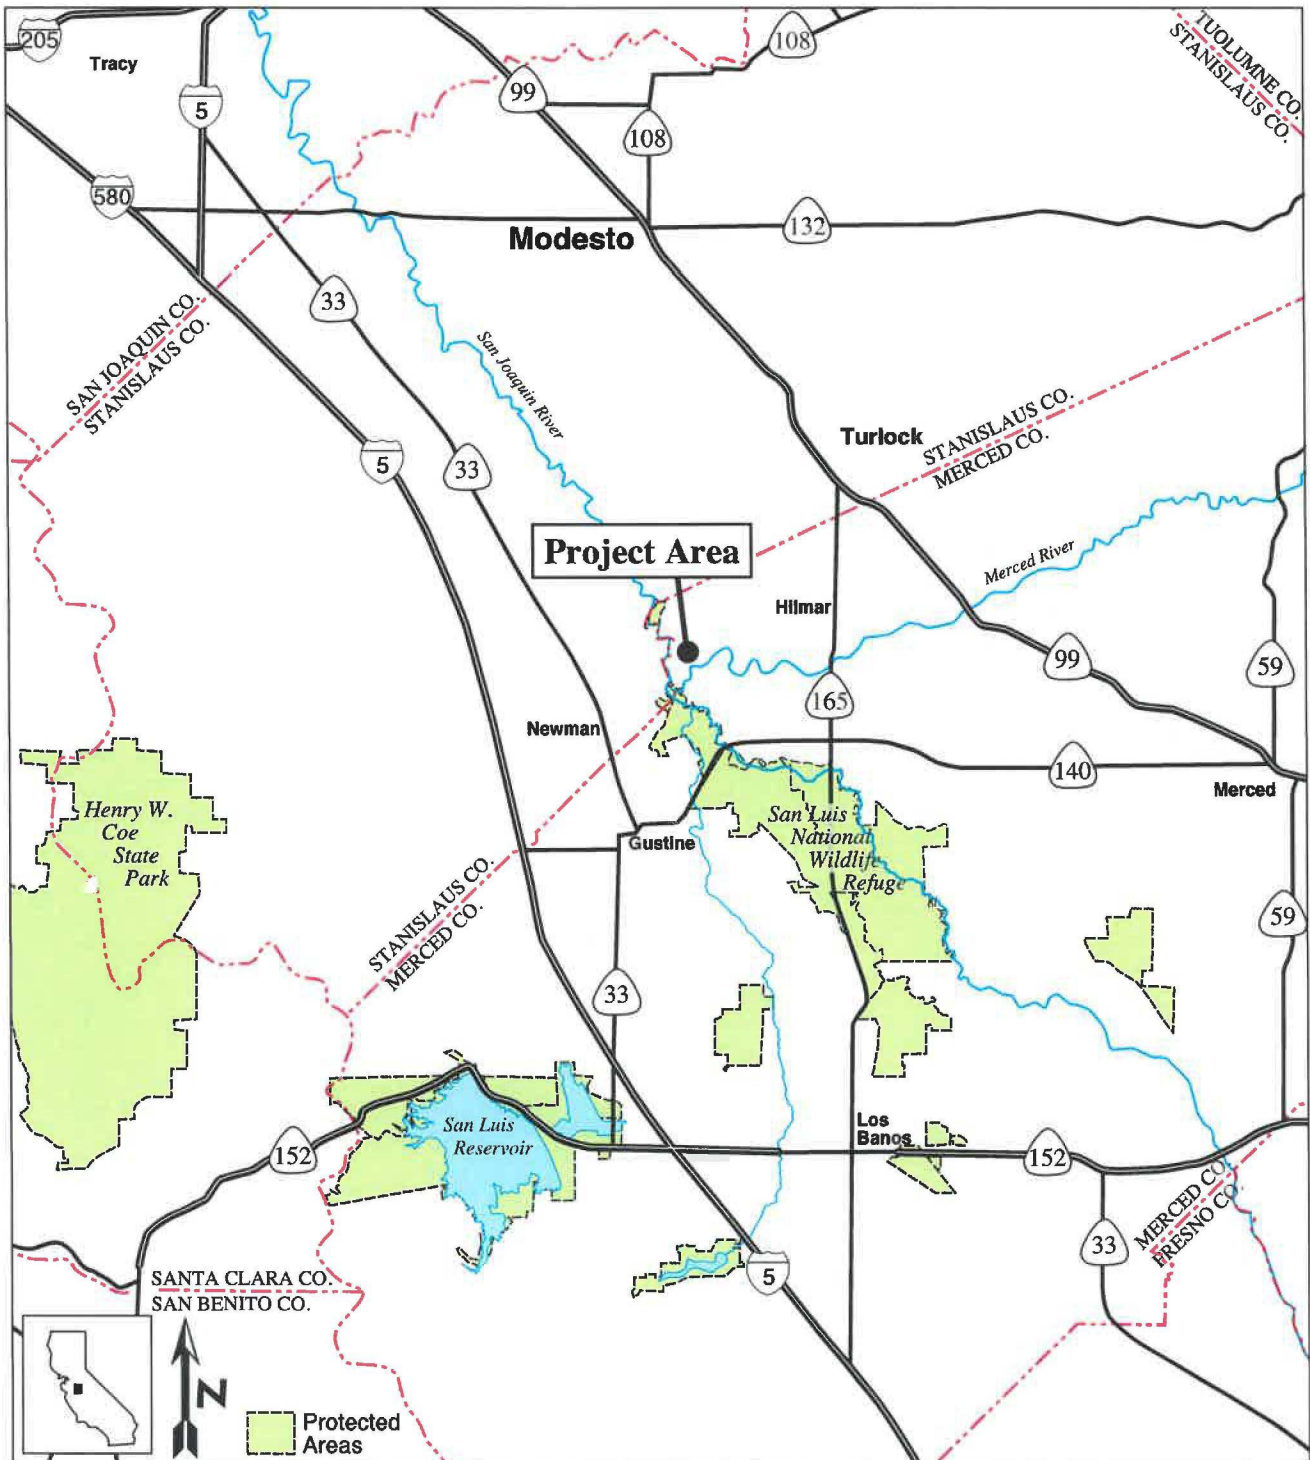 205
Tracy
5
99
108
108
TUOLUMNE CO.
STANISLAUS CO.
580
Modesto
132
33
San Joaquin River
SAN JOAQUIN CO.
STANISLAUS CO.
Turlock
STANISLAUS CO.
MERCED CO.
5
33
Project Area
Merced River
Hilmar
99
59
165
Newman
140
Merced
Henry W.
Coe
State
Park
Gustine
San Luis
National
Wildlife
Refuge
STANISLAUS CO.
MERCED CO.
59
33
San Luis
Reservoir
Los
Banos
152
152
MERCED CO.
FRESNO CO.
33
5
SANTA CLARA CO.
SAN BENITO CO.
N
Protected
Areas